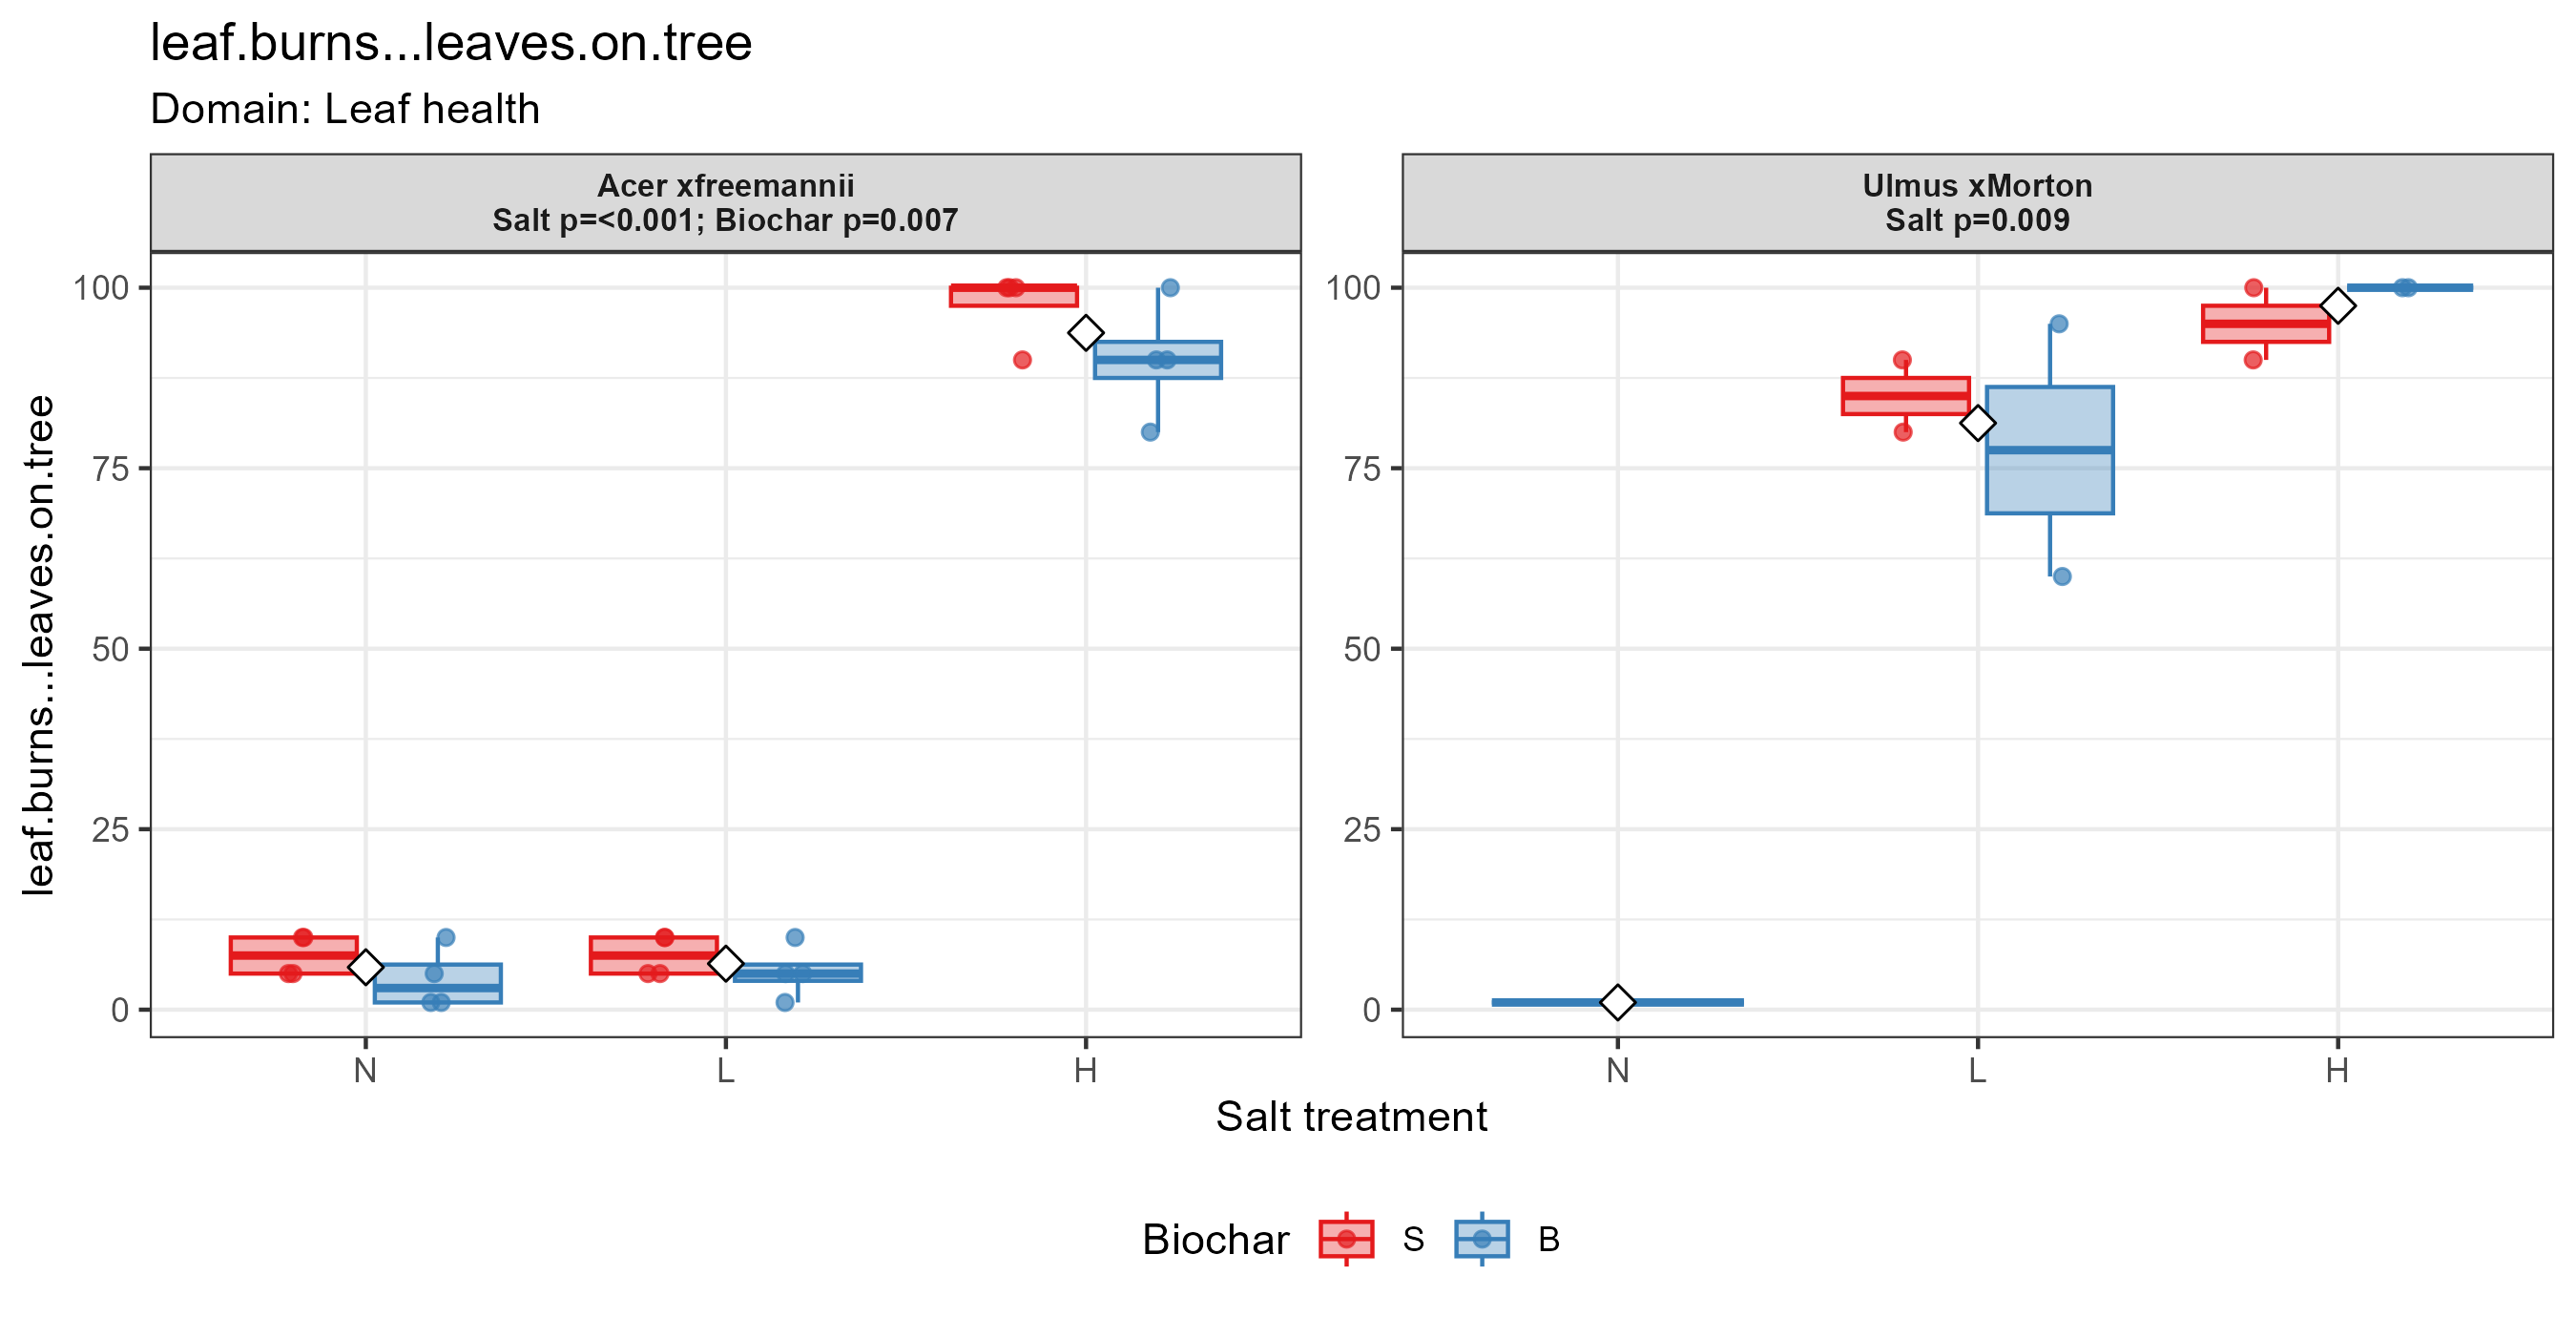 leaf.burns...leaves.on.tree
Domain: Leaf health
Acer xfreemannii
Salt p=<0.001; Biochar p=0.007
Ulmus xMorton
Salt p=0.009
leaf.burns...leaves.on.tree
100
75
50
25
0
100
75
50
25
0
N
L
H
N
L
H
Salt treatment
Biochar
S
B